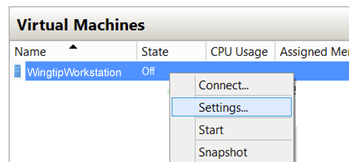 Virtual Machines
Name State CPU Usage Assigned Me
WingtipWorkstation Off
Connect...
Settings...
Start
Snapshot